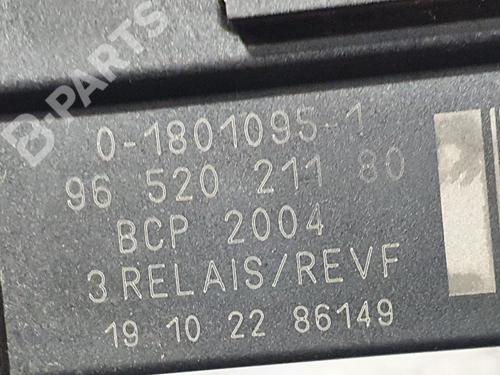 B-PARTS
0-1801095-1
96 520 211 80
BCP 2004
3 RELAIS/REVF
19 10 22 86149